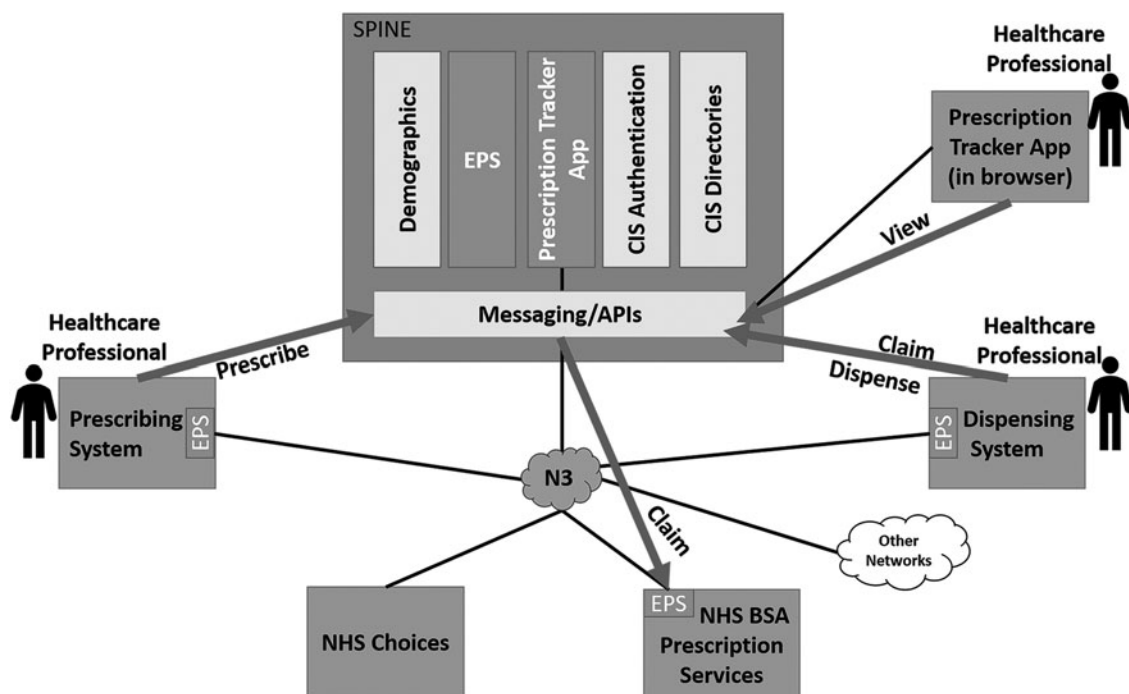 SPINE
Demographics
EPS
Prescription Tracker
App
CIS Authentication
CIS Directories
Messaging/APIs
Healthcare
Professional
Prescription
Tracker App
(in browser)
View
Healthcare
Professional
Prescribe
Prescribing
System
EPS
Claim
Dispense
Healthcare
Professional
EPS
Dispensing
System
N3
Claim
Other
Networks
NHS Choices
EPS
NHS BSA
Prescription
Services